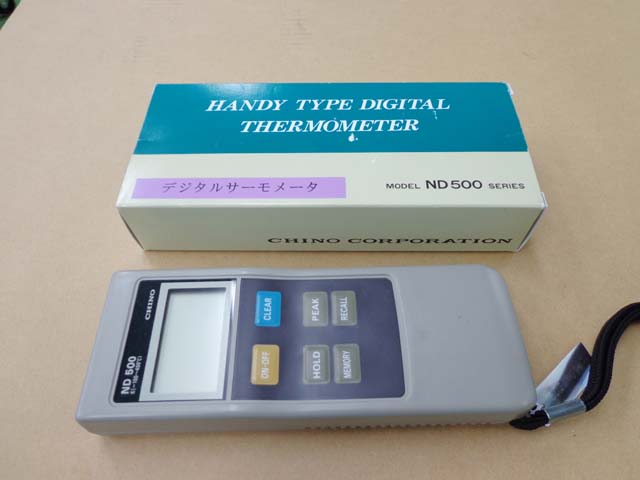 HANDY TYPE DIGITAL
THERMOMETER
デジタルサーモメータ
MODEL ND500 SERIES
CHINO CORPORATION
CHINO
ND 500
CLEAR
PEAK
RECALL
ON-OFF
HOLD
MEMORY